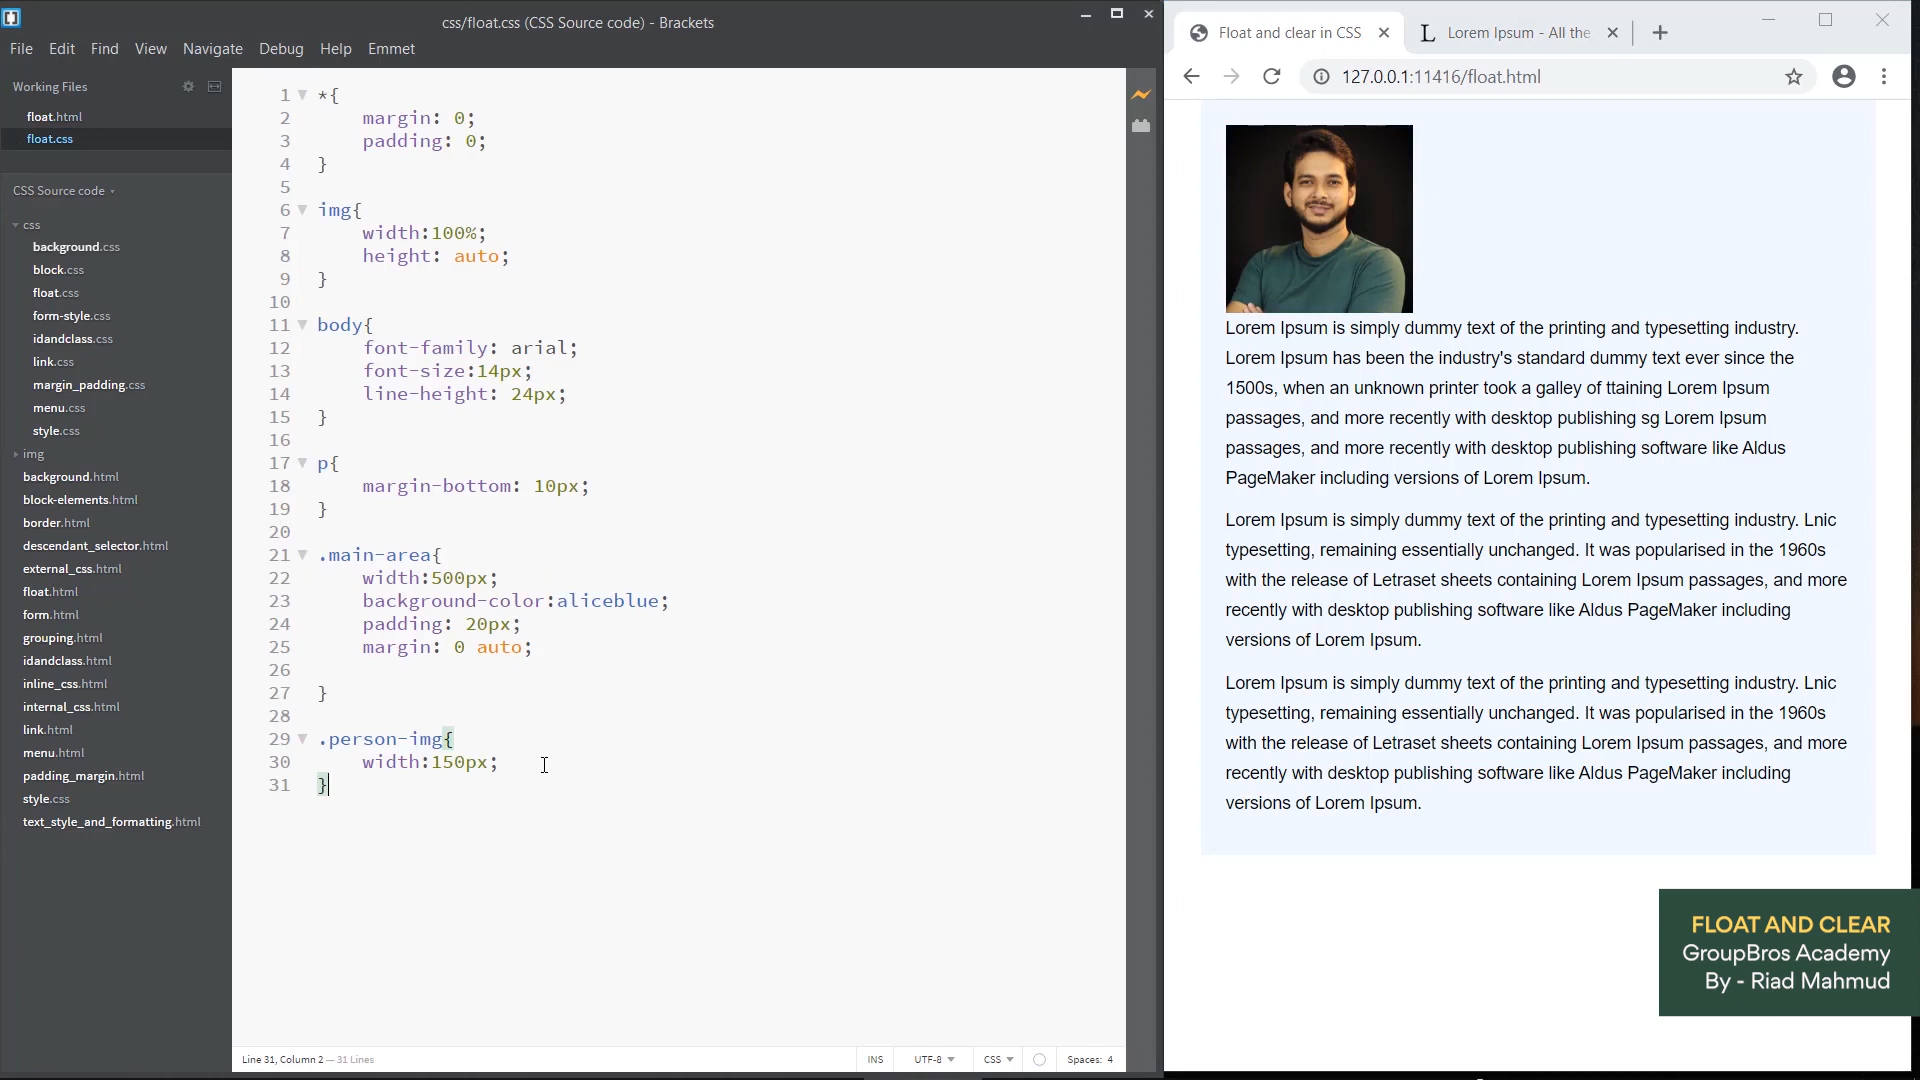 css/float.css (CSS Source code) - Brackets
File Edit Find View Navigate Debug Help Emmet
Working Files
float.html
float.css
CSS Source code
css
background.css
block.css
float.css
form-style.css
idandclass.css
link.css
margin_padding.css
menu.css
style.css
img
background.html
block-elements.html
border.html
descendant_selector.html
external_css.html
float.html
form.html
grouping.html
idandclass.html
inline_css.html
internal_css.html
link.html
menu.html
padding_margin.html
style.css
text_style_and_formatting.html
1 *{
2 margin: 0;
3 padding: 0;
4 }
5
6 img{
7 width:100%;
8 height: auto;
9 }
10
11 body{
12 font-family: arial;
13 font-size:14px;
14 line-height: 24px;
15 }
16
17 p{
18 margin-bottom: 10px;
19 }
20
21 .main-area{
22 width:500px;
23 background-color:aliceblue;
24 padding: 20px;
25 margin: 0 auto;
26
27 }
28
29 .person-img{
30 width:150px;
31 }
Line 31, Column 2 — 31 Lines
INS UTF-8 CSS Spaces: 4
Float and clear in CSS
L Lorem Ipsum - All the
127.0.0.1:11416/float.html
Lorem Ipsum is simply dummy text of the printing and typesetting industry.
Lorem Ipsum has been the industry's standard dummy text ever since the
1500s, when an unknown printer took a galley of ttaining Lorem Ipsum
passages, and more recently with desktop publishing sg Lorem Ipsum
passages, and more recently with desktop publishing software like Aldus
PageMaker including versions of Lorem Ipsum.
Lorem Ipsum is simply dummy text of the printing and typesetting industry. Lnic
typesetting, remaining essentially unchanged. It was popularised in the 1960s
with the release of Letraset sheets containing Lorem Ipsum passages, and more
recently with desktop publishing software like Aldus PageMaker including
versions of Lorem Ipsum.
Lorem Ipsum is simply dummy text of the printing and typesetting industry. Lnic
typesetting, remaining essentially unchanged. It was popularised in the 1960s
with the release of Letraset sheets containing Lorem Ipsum passages, and more
recently with desktop publishing software like Aldus PageMaker including
versions of Lorem Ipsum.
FLOAT AND CLEAR
GroupBros Academy
By - Riad Mahmud